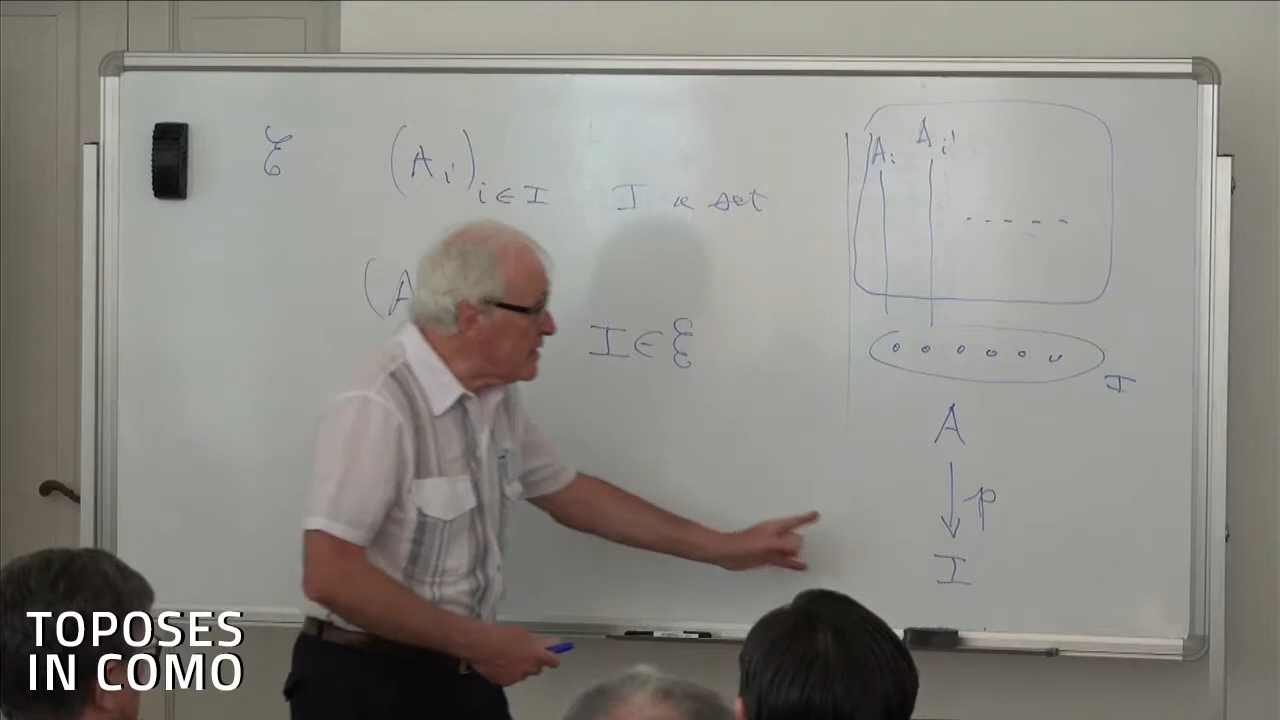 ℰ (Aᵢ)ᵢ∈I I a set
(A
I ∈ ℰ
Aᵢ Aᵢ'
I
A
↓ p
I
TOPOSES
IN COMO